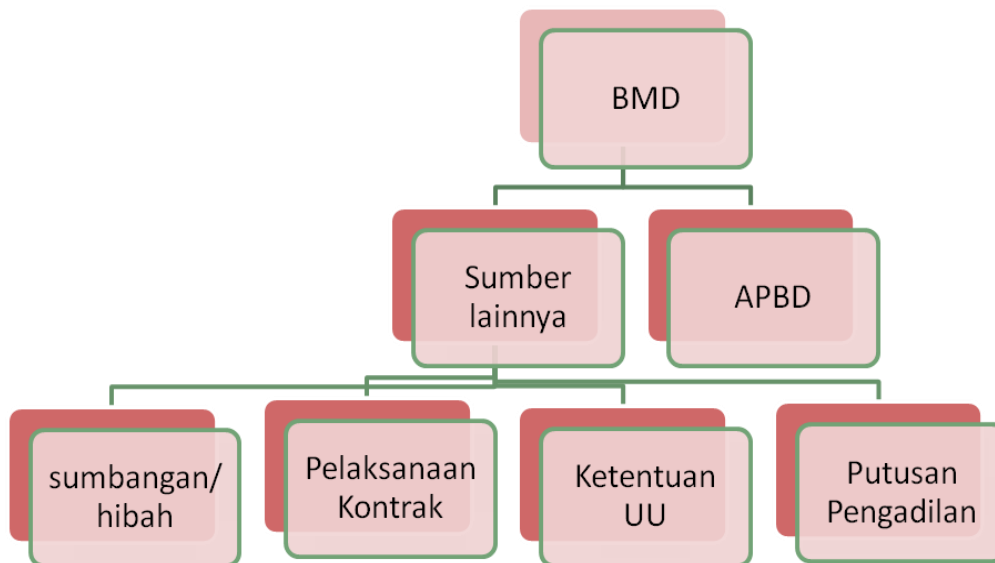 BMD
Sumber
lainnya
APBD
sumbangan/
hibah
Pelaksanaan
Kontrak
Ketentuan
UU
Putusan
Pengadilan